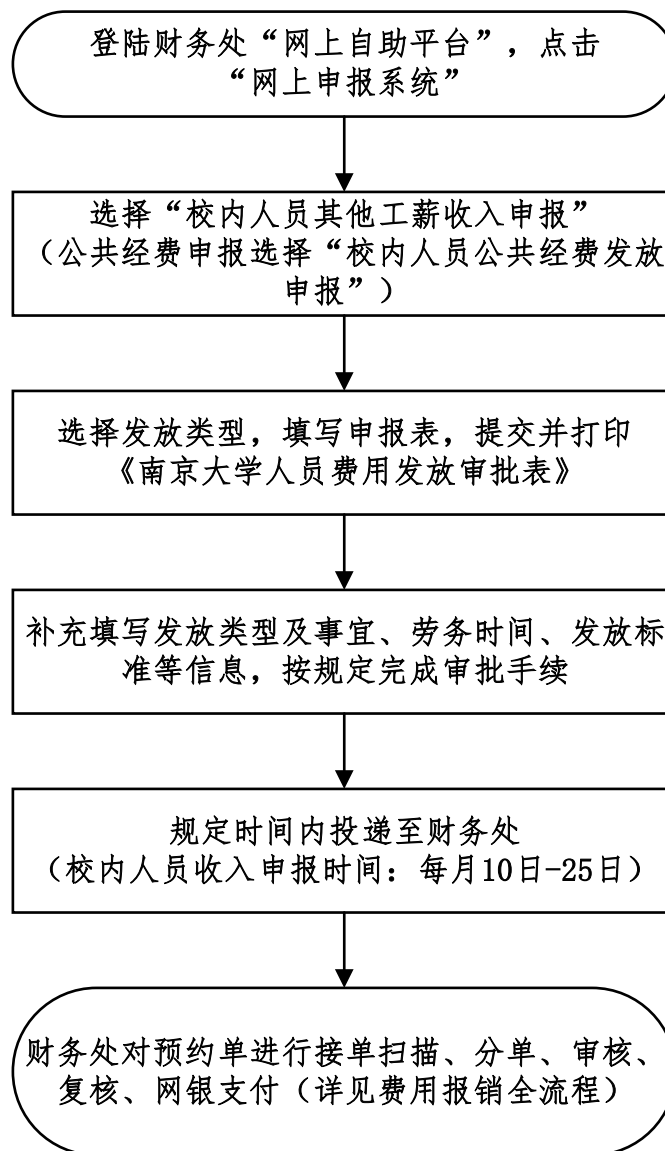 登陆财务处“网上自助平台”，点击
“网上申报系统”
选择“校内人员其他工薪收入申报”
（公共经费申报选择“校内人员公共经费发放
申报”）
选择发放类型，填写申报表，提交并打印
《南京大学人员费用发放审批表》
补充填写发放类型及事宜、劳务时间、发放标
准等信息，按规定完成审批手续
规定时间内投递至财务处
（校内人员收入申报时间：每月10日-25日）
财务处对预约单进行接单扫描、分单、审核、
复核、网银支付（详见费用报销全流程）